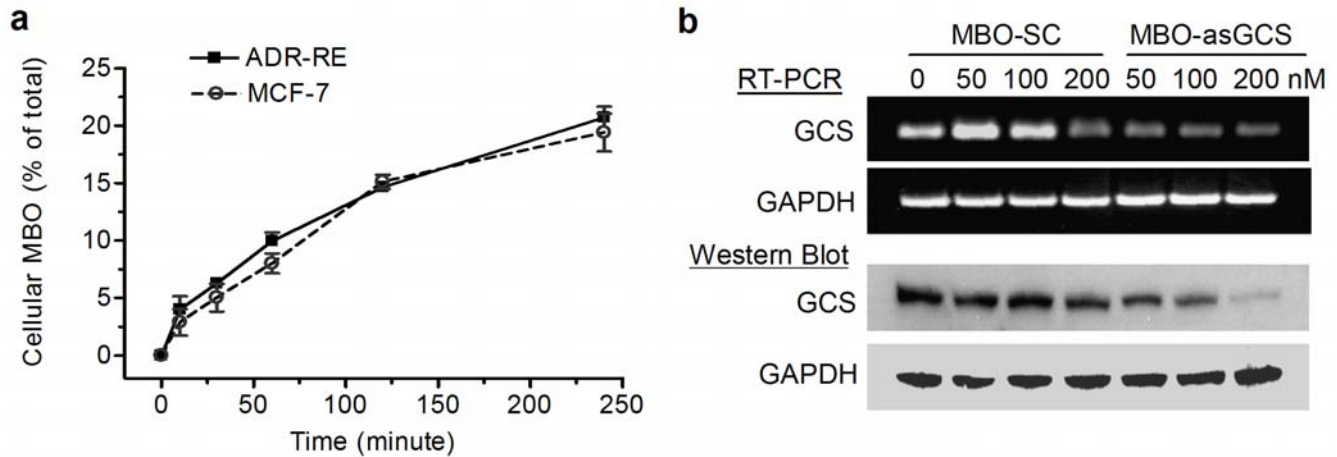 a
ADR-RE
MCF-7
Cellular MBO (% of total)
25
20
15
10
5
0
0 50 100 150 200 250
Time (minute)
b
MBO-SC MBO-asGCS
RT-PCR 0 50 100 200 50 100 200 nM
GCS
GAPDH
Western Blot
GCS
GAPDH